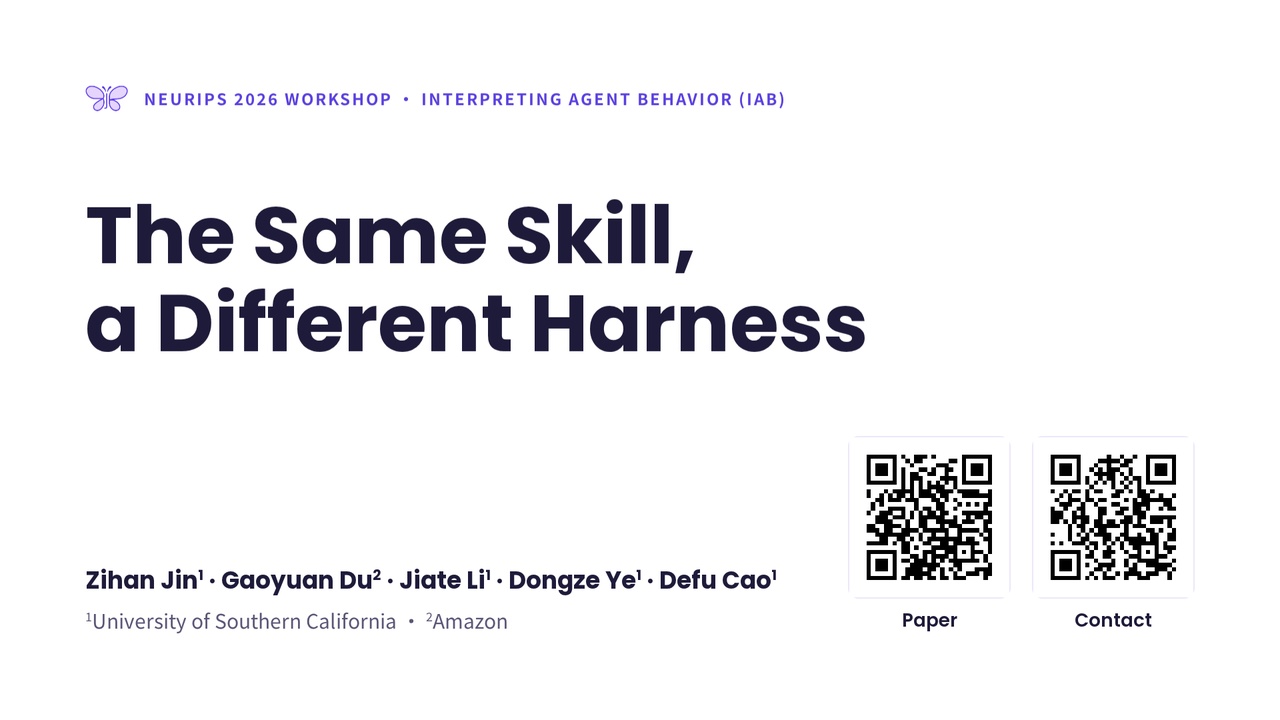 NEURIPS 2026 WORKSHOP • INTERPRETING AGENT BEHAVIOR (IAB)
The Same Skill,
a Different Harness
Zihan Jin¹ · Gaoyuan Du² · Jiate Li¹ · Dongze Ye¹ · Defu Cao¹
¹University of Southern California • ²Amazon
Paper
Contact